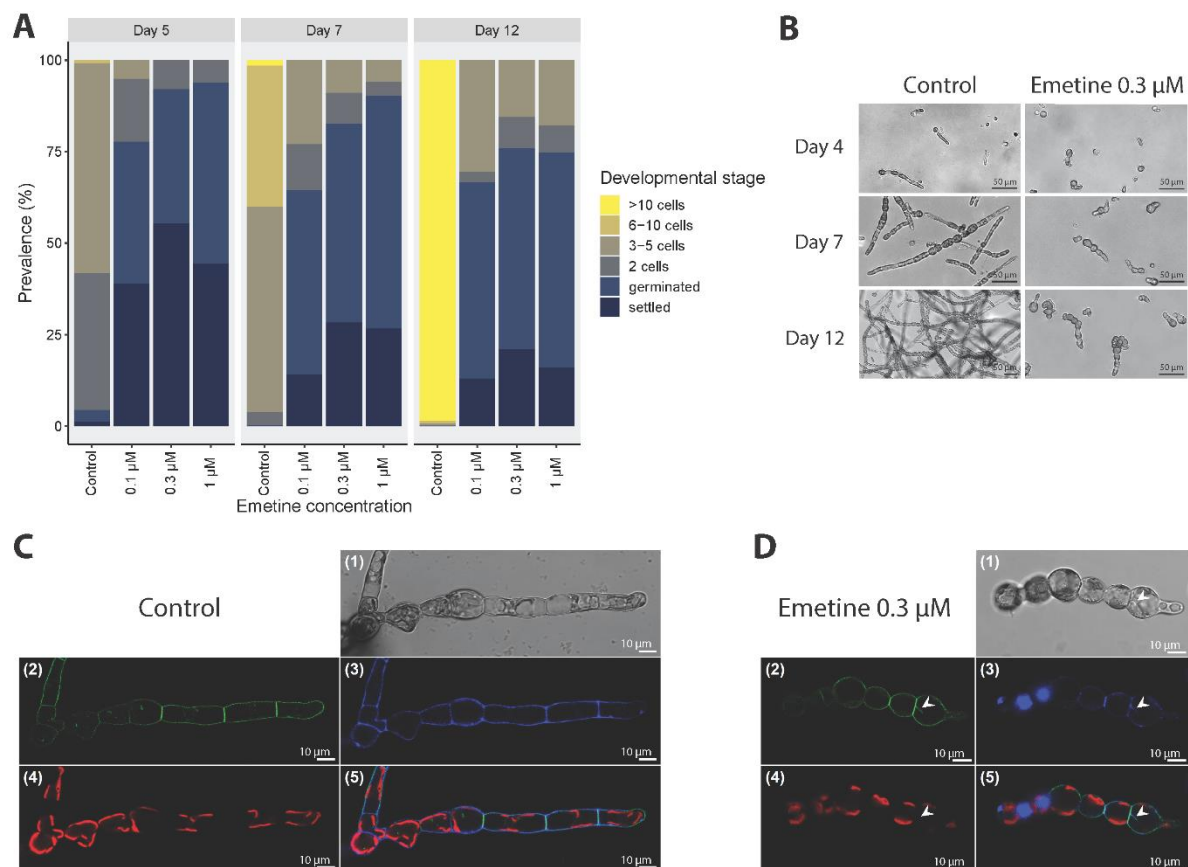 A
Day 5
Day 7
Day 12
Prevalence (%)
100
75
50
25
0
Control
0.1 µM
0.3 µM
1 µM
Control
0.1 µM
0.3 µM
1 µM
Control
0.1 µM
0.3 µM
1 µM
Emetine concentration
Developmental stage
>10 cells
6−10 cells
3−5 cells
2 cells
germinated
settled
B
Control
Emetine 0.3 µM
Day 4
50 µm
50 µm
Day 7
50 µm
50 µm
Day 12
50 µm
50 µm
C
Control
(1)
10 µm
(2)
10 µm
(3)
10 µm
(4)
10 µm
(5)
10 µm
D
Emetine 0.3 µM
(1)
10 µm
(2)
10 µm
(3)
10 µm
(4)
10 µm
(5)
10 µm